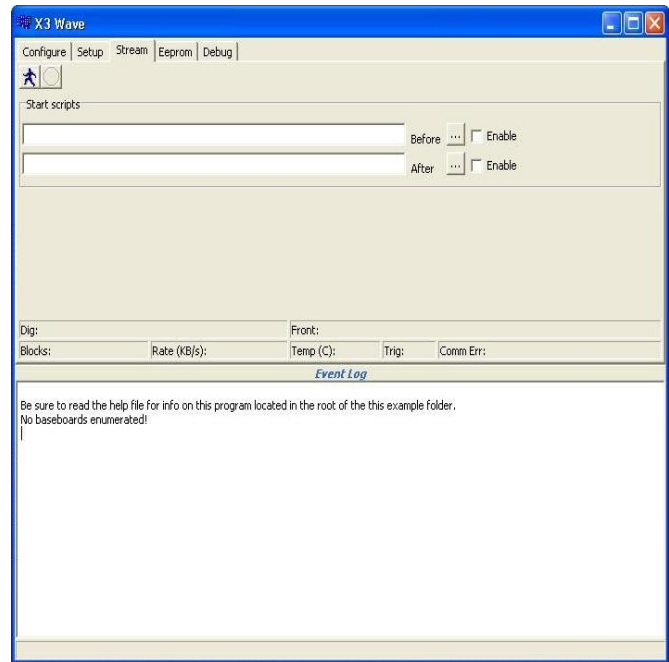 X3 Wave
Configure Setup Stream Eeprom Debug
Start scripts
Before ... Enable
After ... Enable
Dig: Front:
Blocks: Rate (KB/s): Temp (C): Trig: Comm Err:
Event Log
Be sure to read the help file for info on this program located in the root of the this example folder.
No baseboards enumerated!